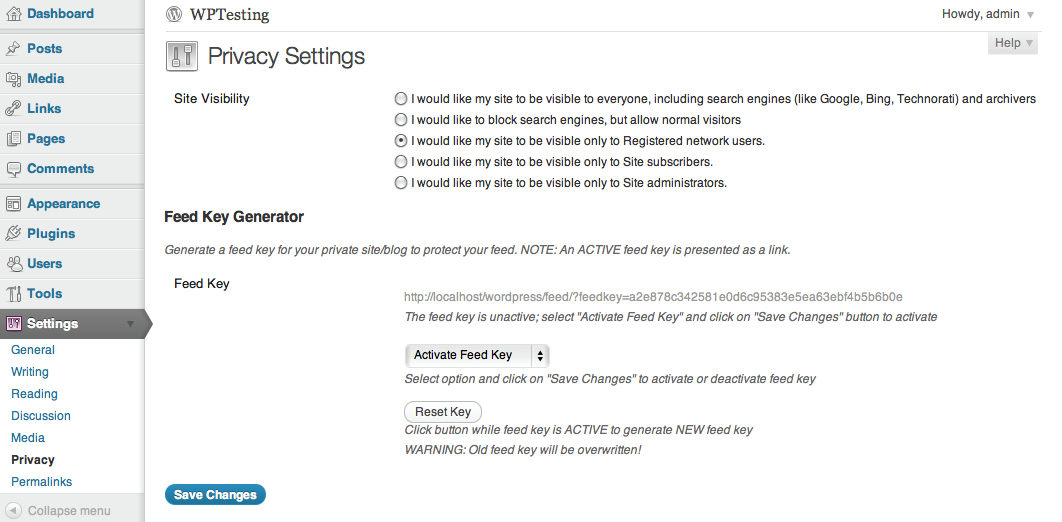 Dashboard
Posts
Media
Links
Pages
Comments
Appearance
Plugins
Users
Tools
Settings
General
Writing
Reading
Discussion
Media
Privacy
Permalinks
Collapse menu
WPTesting
Howdy, admin
Help
Privacy Settings
Site Visibility
I would like my site to be visible to everyone, including search engines (like Google, Bing, Technorati) and archivers
I would like to block search engines, but allow normal visitors
I would like my site to be visible only to Registered network users.
I would like my site to be visible only to Site subscribers.
I would like my site to be visible only to Site administrators.
Feed Key Generator
Generate a feed key for your private site/blog to protect your feed. NOTE: An ACTIVE feed key is presented as a link.
Feed Key
http://localhost/wordpress/feed/?feedkey=a2e878c342581e0d6c95383e5ea63ebf4b5b6b0e
The feed key is unactive; select "Activate Feed Key" and click on "Save Changes" button to activate
Activate Feed Key
Select option and click on "Save Changes" to activate or deactivate feed key
Reset Key
Click button while feed key is ACTIVE to generate NEW feed key
WARNING: Old feed key will be overwritten!
Save Changes